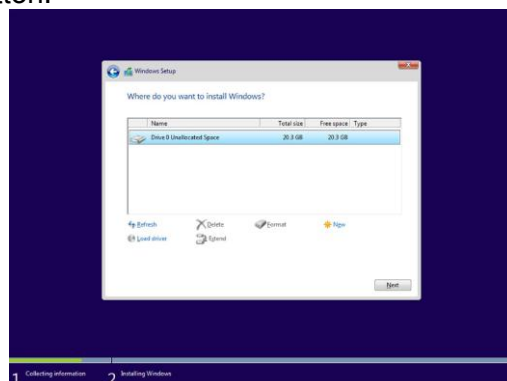 Windows Setup
Where do you want to install Windows?
Name Total size Free space Type
Drive 0 Unallocated Space 20.3 GB 20.3 GB
Refresh Delete Format New
Load driver Extend
Next
1 Collecting information 2 Installing Windows